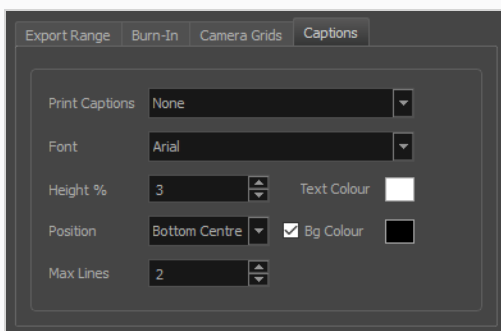 Export Range Burn-In Camera Grids Captions
Print Captions None
Font Arial
Height % 3 Text Colour
Position Bottom Centre Bg Colour
Max Lines 2